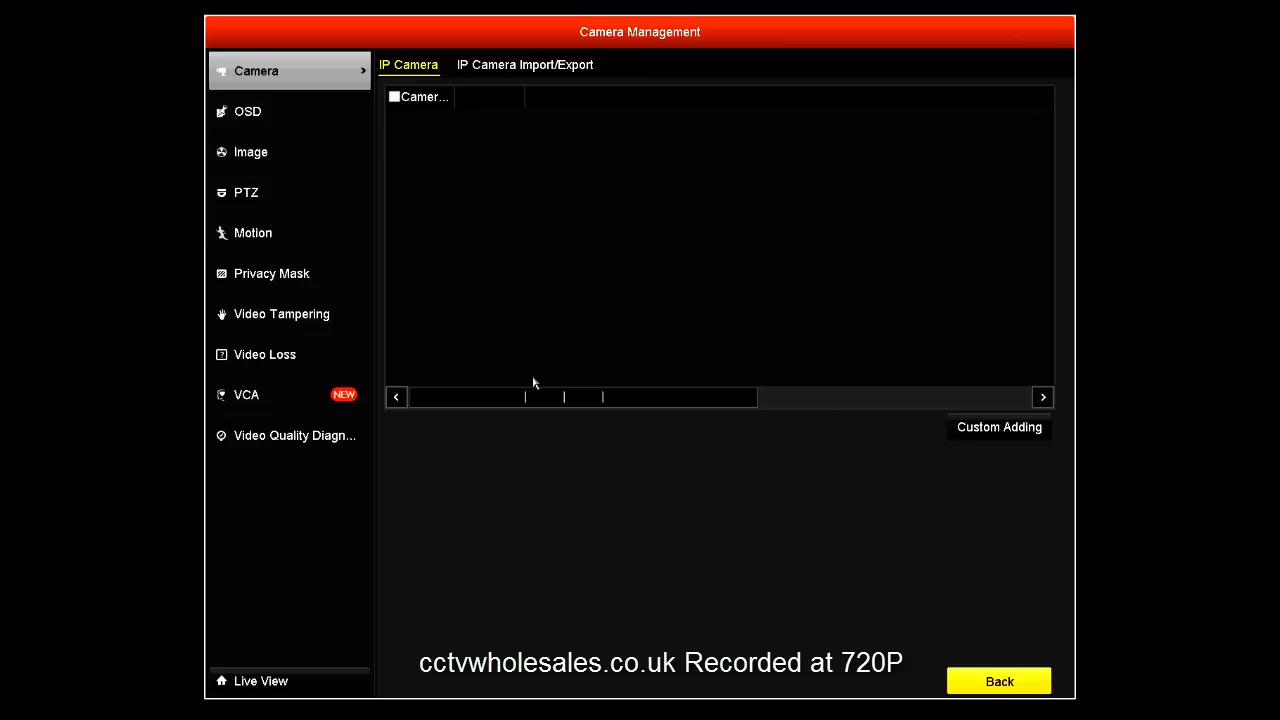 Camera Management
Camera
IP Camera
IP Camera Import/Export
Camer...
OSD
Image
PTZ
Motion
Privacy Mask
Video Tampering
Video Loss
VCA
NEW
Video Quality Diagn...
Custom Adding
cctvwholesales.co.uk Recorded at 720P
Live View
Back